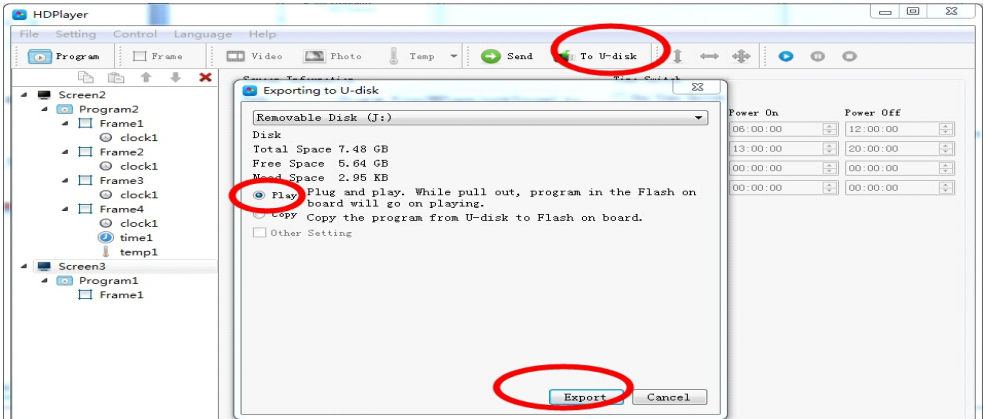 HDPlayer
File Setting Control Language Help
Program Frame Video Photo Temp Send To U-disk
Screen2
Program2
Frame1
clock1
Frame2
clock1
Frame3
clock1
Frame4
clock1
time1
temp1
Screen3
Program1
Frame1
Exporting to U-disk
Removable Disk (J:)
Disk
Total Space 7.48 GB
Free Space 5.64 GB
Need Space 2.95 KB
Play Plug and play. While pull out, program in the Flash on
board will go on playing.
Copy Copy the program from U-disk to Flash on board.
Other Setting
Export Cancel
Power On Power Off
06:00:00 12:00:00
13:00:00 20:00:00
00:00:00 00:00:00
00:00:00 00:00:00